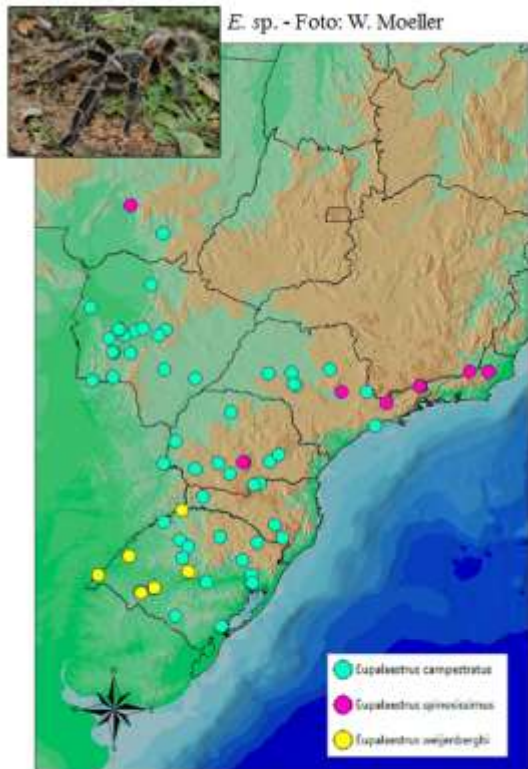 E. sp. - Foto: W. Moeller
Eupalaestrus campestratus
Eupalaestrus spinosissimus
Eupalaestrus weijenberghi